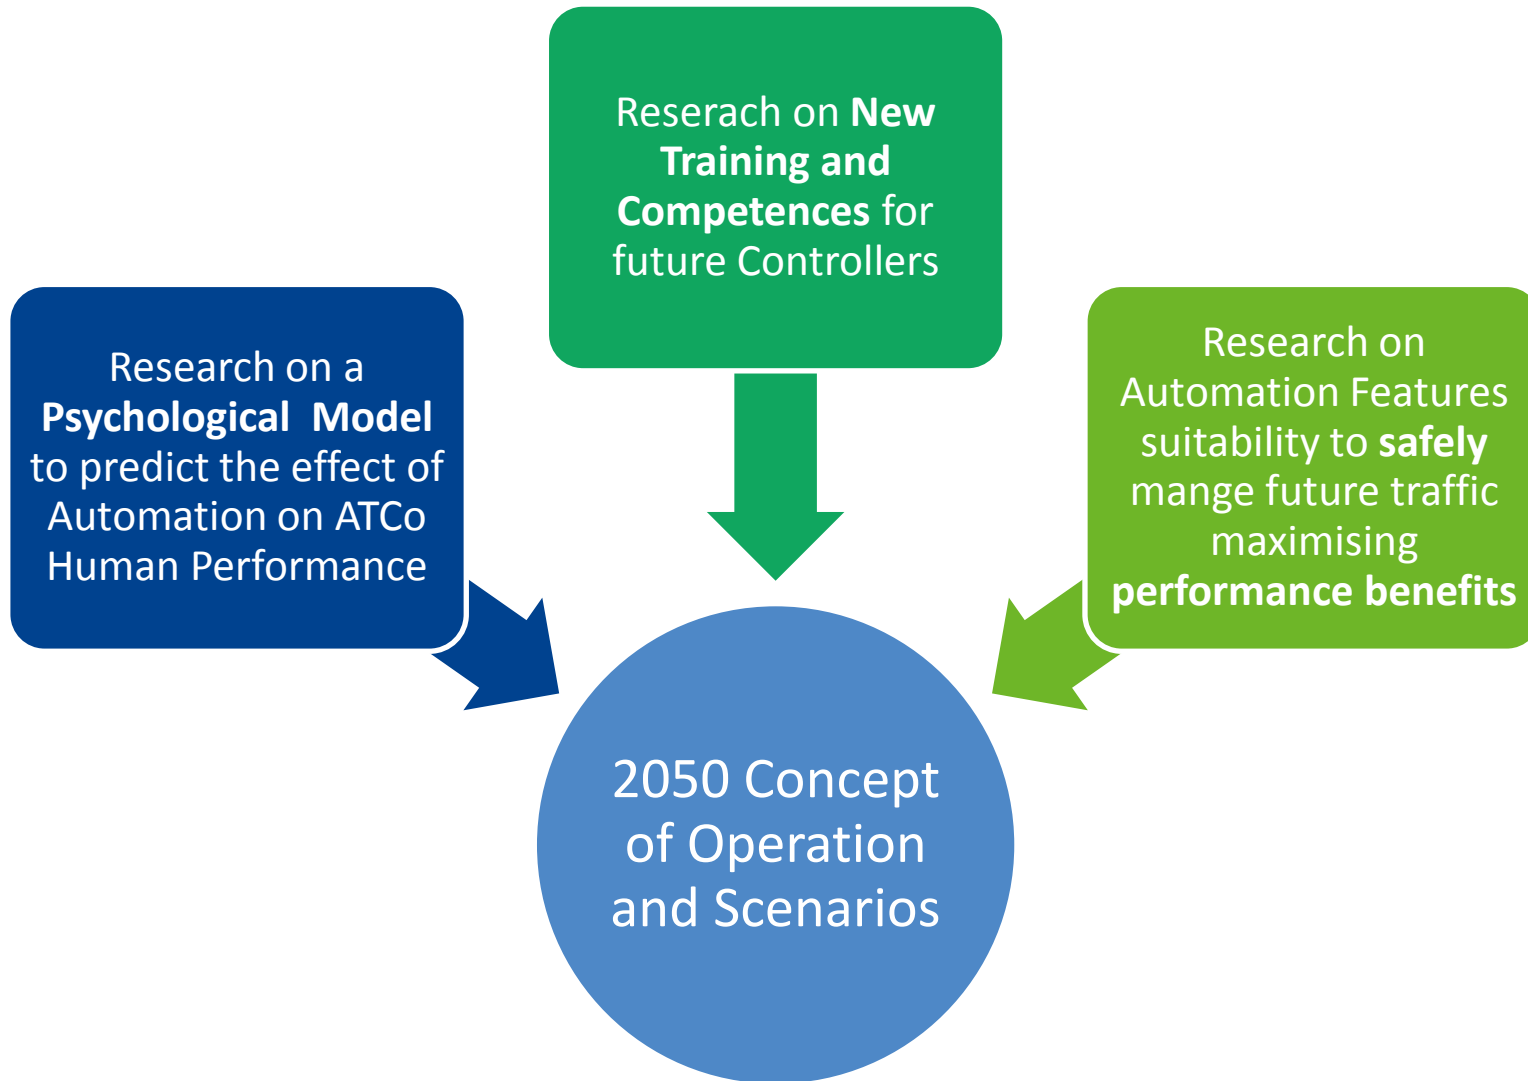 Reserach on New
Training and
Competences for
future Controllers
Research on a
Psychological Model
to predict the effect of
Automation on ATCo
Human Performance
Research on
Automation Features
suitability to safely
mange future traffic
maximising
performance benefits
2050 Concept
of Operation
and Scenarios